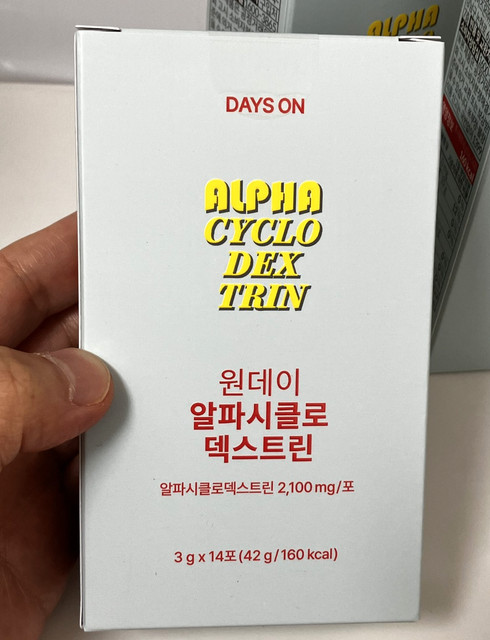 DAYS ON
ALPHA
CYCLO
DEX
TRIN
원데이
알파시클로
덱스트린
알파시클로덱스트린 2,100 mg/포
3 g x 14포 (42 g/160 kcal)
ALPHA